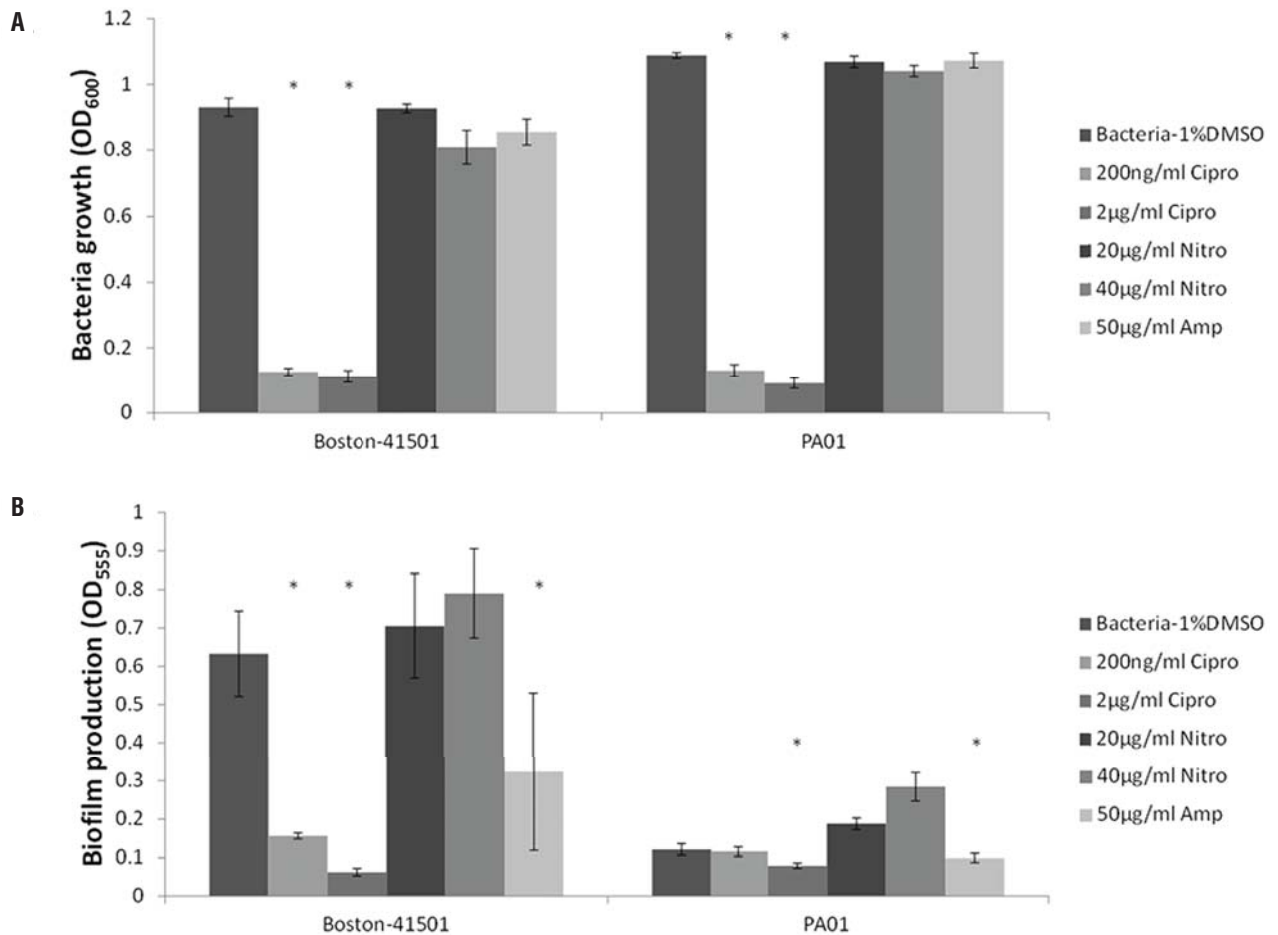 A
Bacteria growth (OD600)
1.2
1
0.8
0.6
0.4
0.2
0
* *
* *
Boston-41501
PA01
Bacteria-1%DMSO
200ng/ml Cipro
2µg/ml Cipro
20µg/ml Nitro
40µg/ml Nitro
50µg/ml Amp
B
Biofilm production (OD555)
1
0.9
0.8
0.7
0.6
0.5
0.4
0.3
0.2
0.1
0
* * *
* *
Boston-41501
PA01
Bacteria-1%DMSO
200ng/ml Cipro
2µg/ml Cipro
20µg/ml Nitro
40µg/ml Nitro
50µg/ml Amp